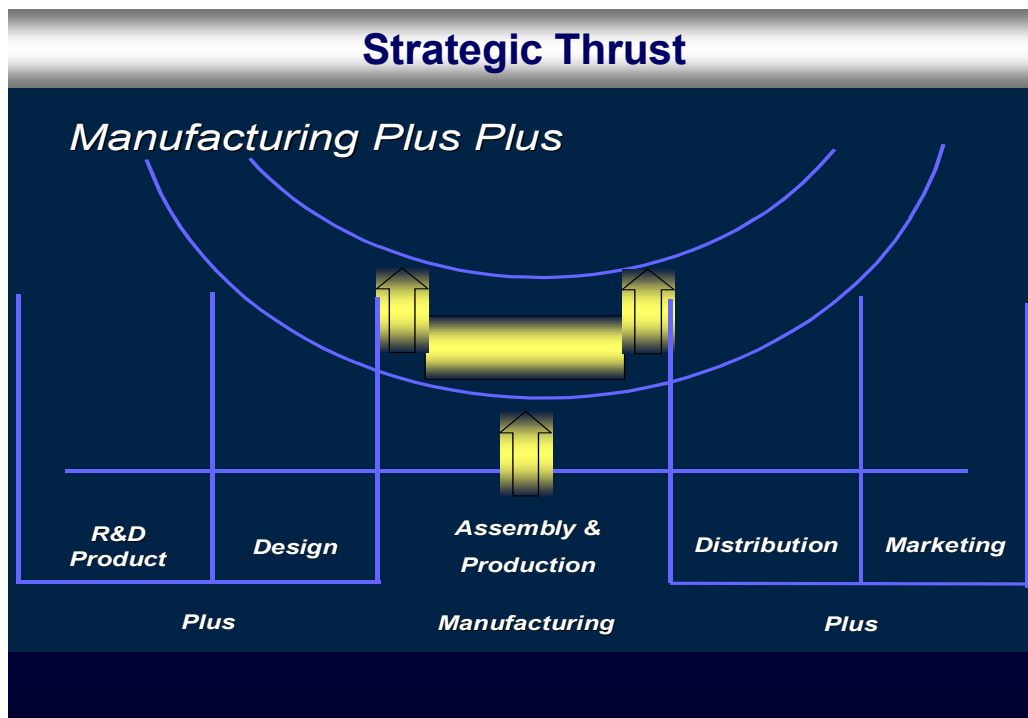 Strategic Thrust
Manufacturing Plus Plus
R&D
Product
Design
Assembly &
Production
Distribution
Marketing
Plus
Manufacturing
Plus